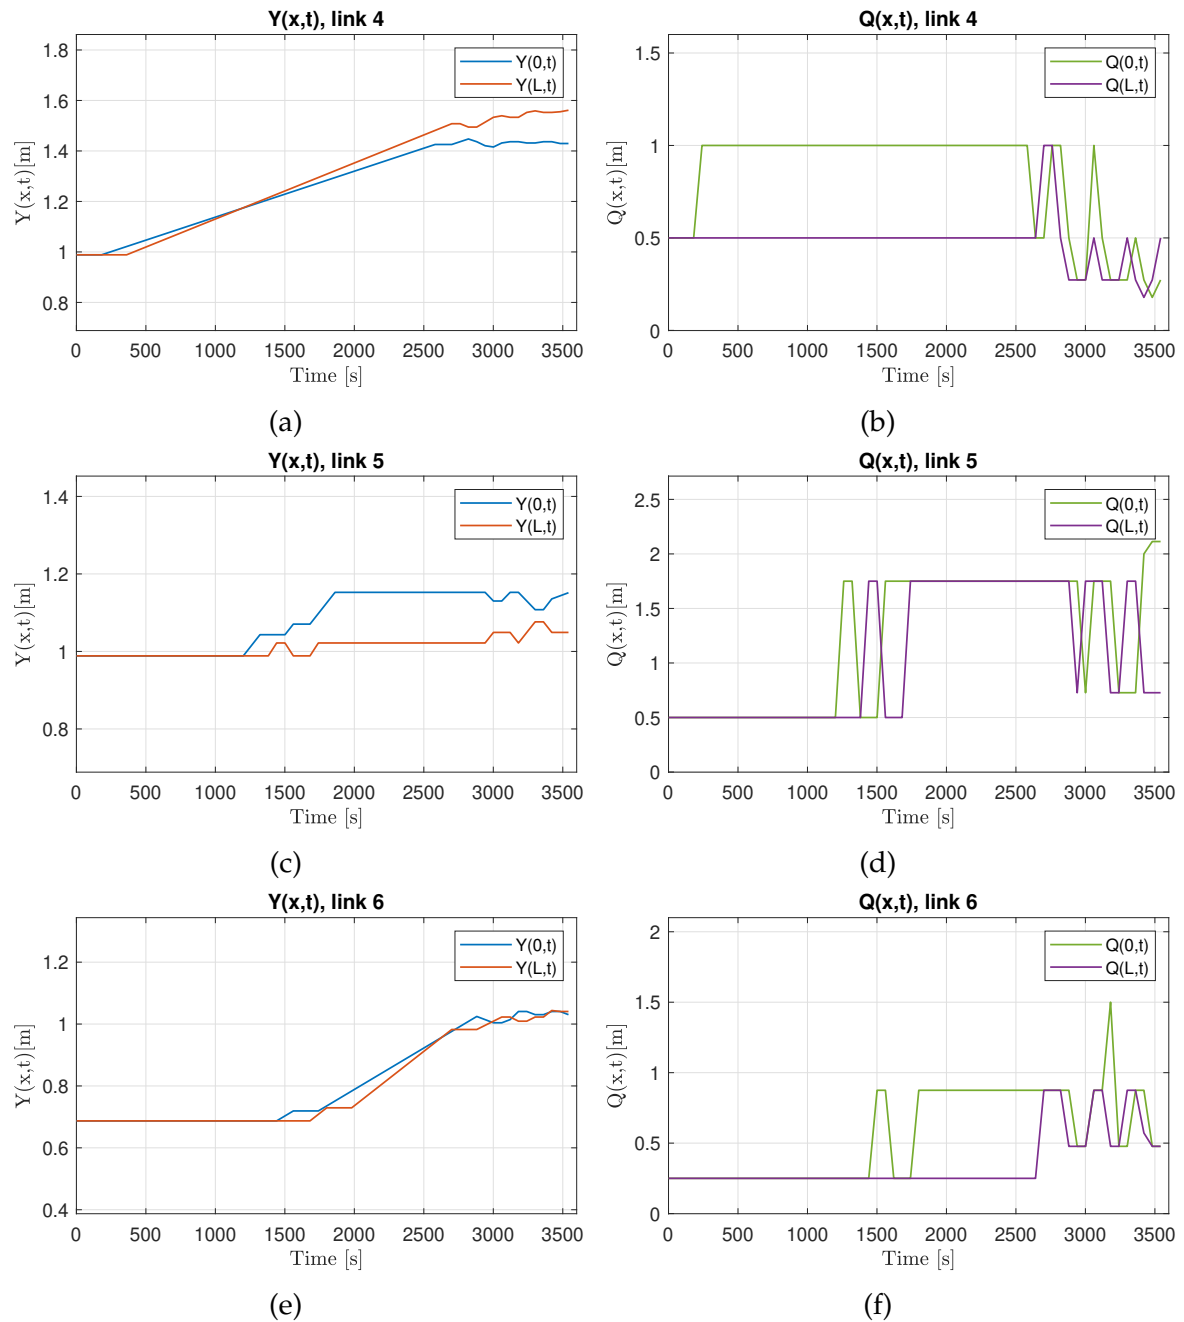 Y(x,t), link 4
Y(x,t)[m]
1.8
1.6
1.4
1.2
1
0.8
0 500 1000 1500 2000 2500 3000 3500
Time [s]
Y(0,t)
Y(L,t)
(a)
Q(x,t), link 4
Q(x,t)[m]
1.5
1
0.5
0
0 500 1000 1500 2000 2500 3000 3500
Time [s]
Q(0,t)
Q(L,t)
(b)
Y(x,t), link 5
Y(x,t)[m]
1.4
1.2
1
0.8
0 500 1000 1500 2000 2500 3000 3500
Time [s]
Y(0,t)
Y(L,t)
(c)
Q(x,t), link 5
Q(x,t)[m]
2.5
2
1.5
1
0.5
0
0 500 1000 1500 2000 2500 3000 3500
Time [s]
Q(0,t)
Q(L,t)
(d)
Y(x,t), link 6
Y(x,t)[m]
1.2
1
0.8
0.6
0.4
0 500 1000 1500 2000 2500 3000 3500
Time [s]
Y(0,t)
Y(L,t)
(e)
Q(x,t), link 6
Q(x,t)[m]
2
1.5
1
0.5
0
0 500 1000 1500 2000 2500 3000 3500
Time [s]
Q(0,t)
Q(L,t)
(f)